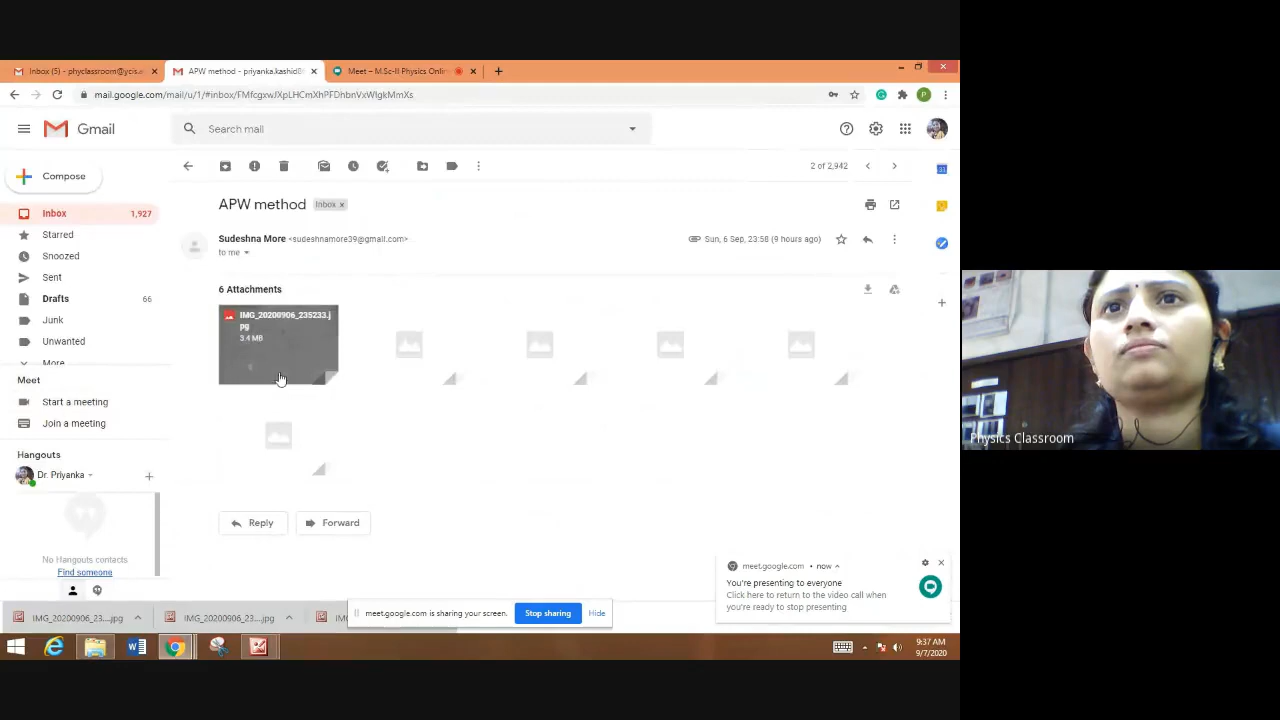 Inbox (5) - phyclassroom@ycis.a
APW method - priyanka.kashid8
Meet – M.Sc-II Physics Onlin
mail.google.com/mail/u/1/#inbox/FMfcgxwJXpLHCmXhPFDhbnVxWlgkMmXs
P
Gmail
Search mail
Compose
2 of 2,942
Inbox 1,927
Starred
Snoozed
Sent
Drafts 66
Junk
Unwanted
More
APW method Inbox x
Sudeshna More <sudeshnamore39@gmail.com>
Sun, 6 Sep, 23:58 (9 hours ago)
to me
6 Attachments
IMG_20200906_235233.j
pg
3.4 MB
Meet
Start a meeting
Join a meeting
Hangouts
Dr. Priyanka
No Hangouts contacts
Find someone
Reply
Forward
meet.google.com • now
You're presenting to everyone
Click here to return to the video call when
you're ready to stop presenting
IMG_20200906_23....jpg
IMG_20200906_23....jpg
meet.google.com is sharing your screen.
Stop sharing
Hide
9:37 AM
9/7/2020
Physics Classroom